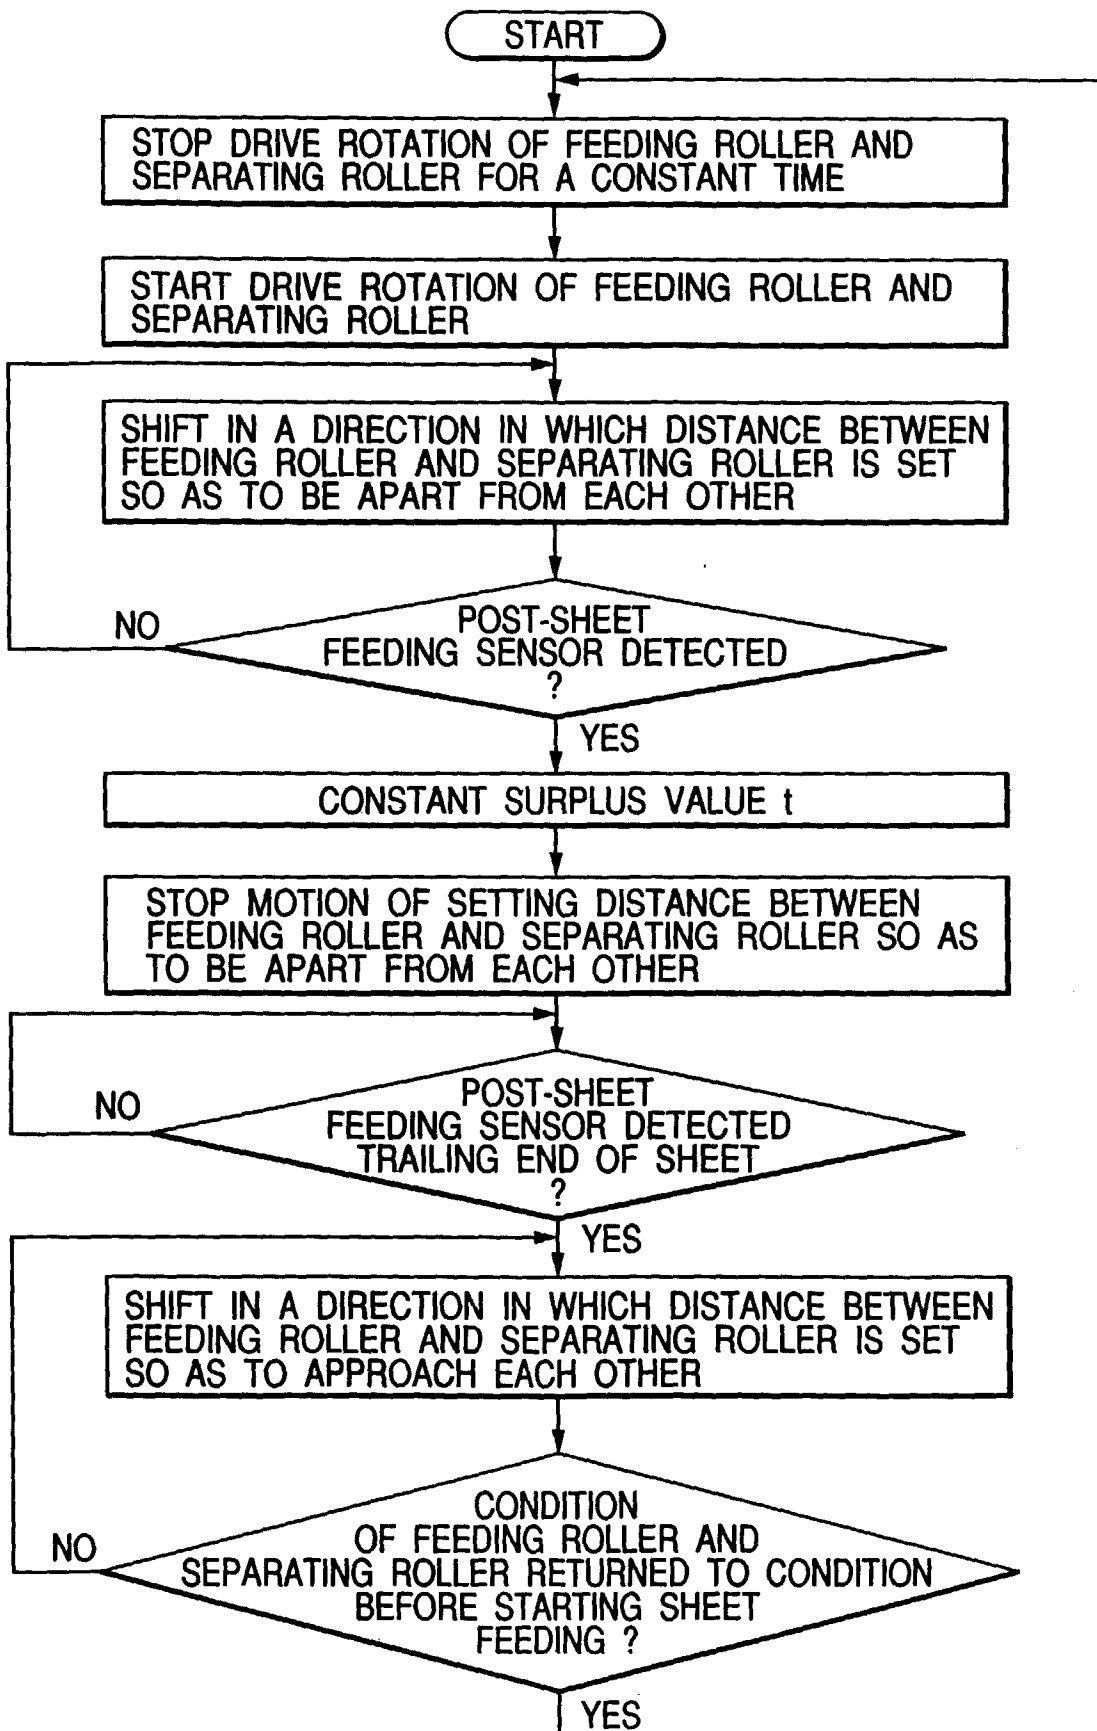 START
STOP DRIVE ROTATION OF FEEDING ROLLER AND
SEPARATING ROLLER FOR A CONSTANT TIME
START DRIVE ROTATION OF FEEDING ROLLER AND
SEPARATING ROLLER
SHIFT IN A DIRECTION IN WHICH DISTANCE BETWEEN
FEEDING ROLLER AND SEPARATING ROLLER IS SET
SO AS TO BE APART FROM EACH OTHER
NO
POST-SHEET
FEEDING SENSOR DETECTED
?
YES
CONSTANT SURPLUS VALUE t
STOP MOTION OF SETTING DISTANCE BETWEEN
FEEDING ROLLER AND SEPARATING ROLLER SO AS
TO BE APART FROM EACH OTHER
NO
POST-SHEET
FEEDING SENSOR DETECTED
TRAILING END OF SHEET
?
YES
SHIFT IN A DIRECTION IN WHICH DISTANCE BETWEEN
FEEDING ROLLER AND SEPARATING ROLLER IS SET
SO AS TO APPROACH EACH OTHER
NO
CONDITION
OF FEEDING ROLLER AND
SEPARATING ROLLER RETURNED TO CONDITION
BEFORE STARTING SHEET
FEEDING ?
YES